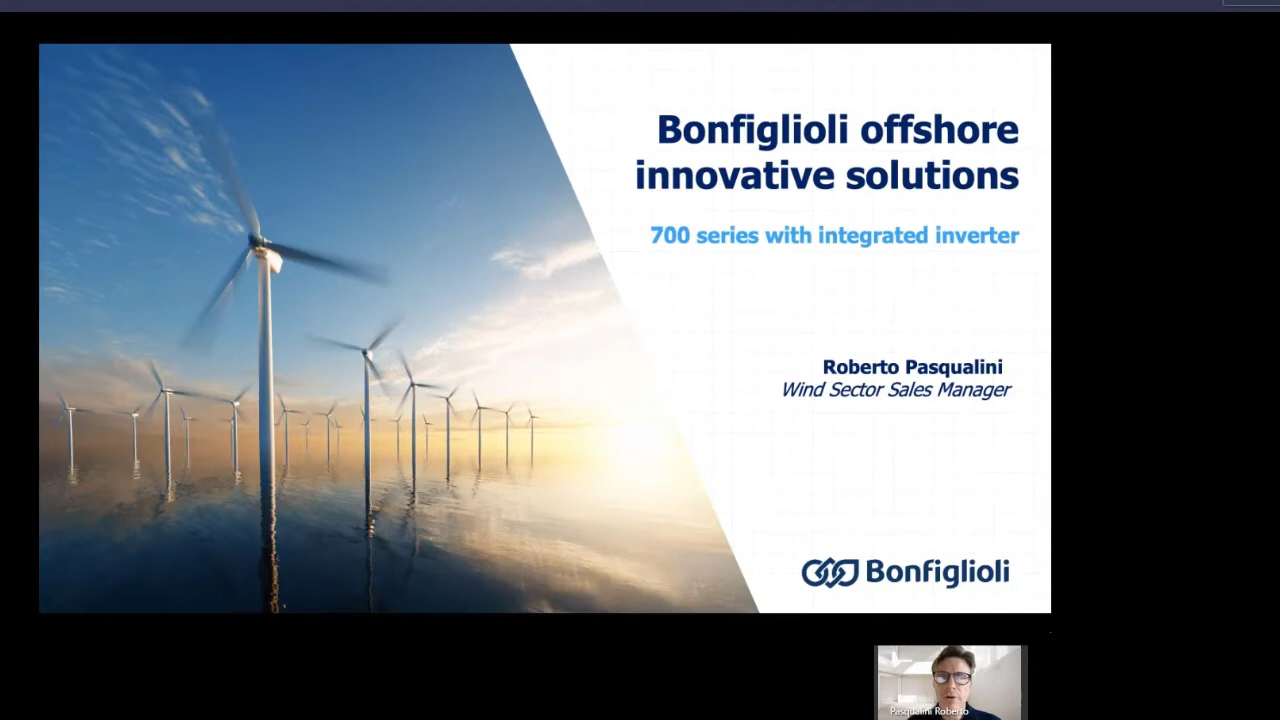 Bonfiglioli offshore
innovative solutions
700 series with integrated inverter
Roberto Pasqualini
Wind Sector Sales Manager
Bonfiglioli
Pasqualini Roberto